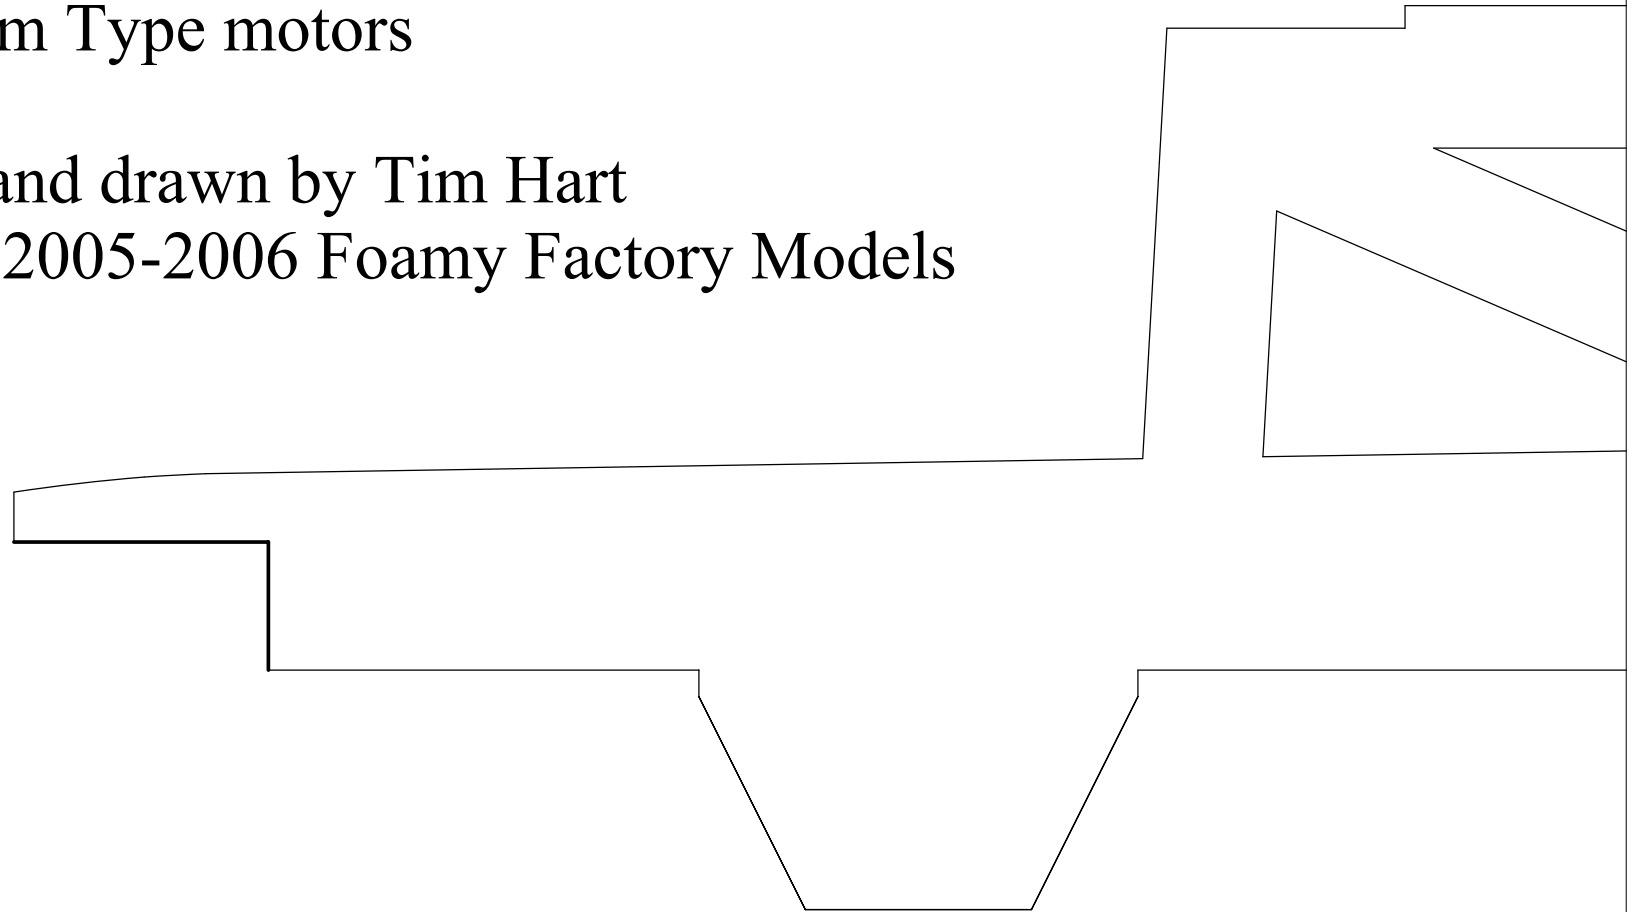 m Type motors
and drawn by Tim Hart
2005-2006 Foamy Factory Models